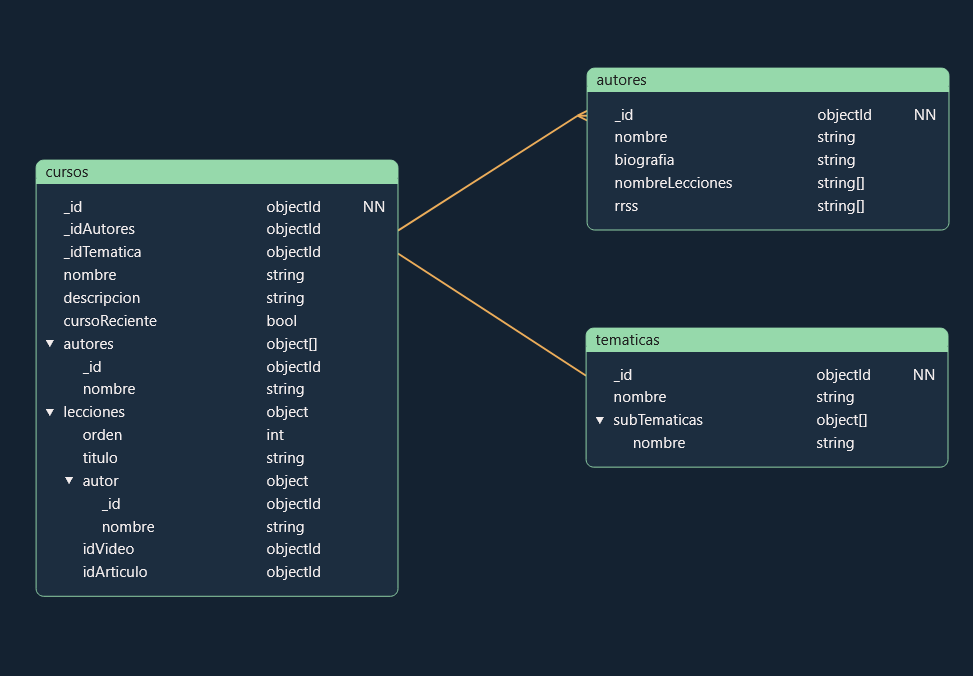 cursos
_id objectId NN
_idAutores objectId
_idTematica objectId
nombre string
descripcion string
cursoReciente bool
autores object[]
_id objectId
nombre string
lecciones object
orden int
titulo string
autor object
_id objectId
nombre string
idVideo objectId
idArticulo objectId
autores
_id objectId NN
nombre string
biografia string
nombreLecciones string[]
rrss string[]
tematicas
_id objectId NN
nombre string
subTematicas object[]
nombre string